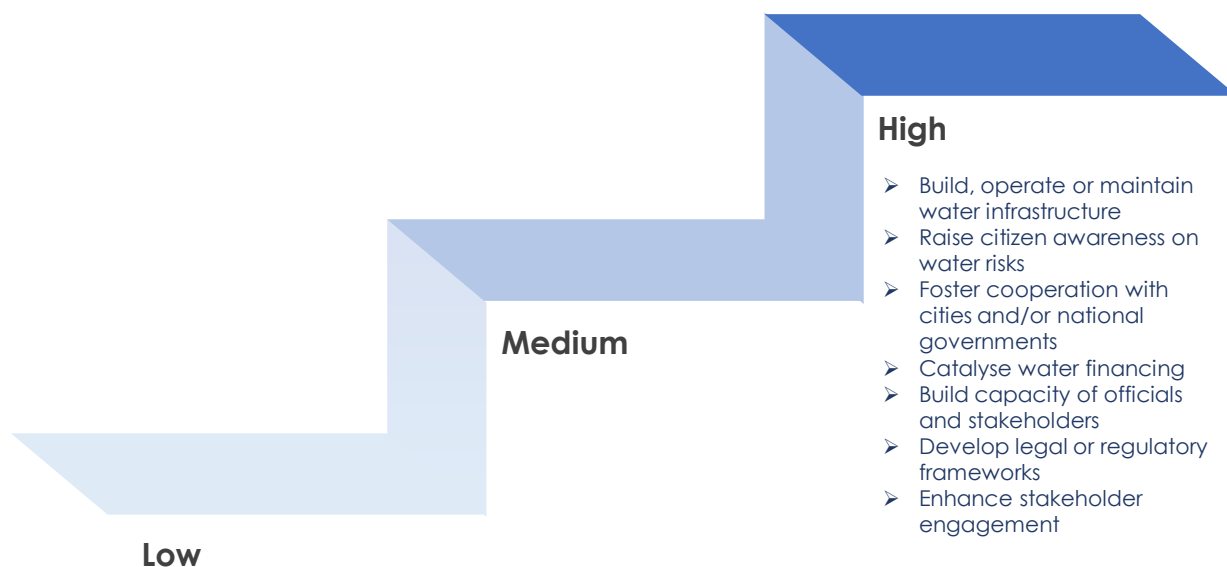 High
➢ Build, operate or maintain
water infrastructure
➢ Raise citizen awareness on
water risks
➢ Foster cooperation with
cities and/or national
governments
➢ Catalyse water financing
➢ Build capacity of officials
and stakeholders
➢ Develop legal or regulatory
frameworks
➢ Enhance stakeholder
engagement
Medium
Low